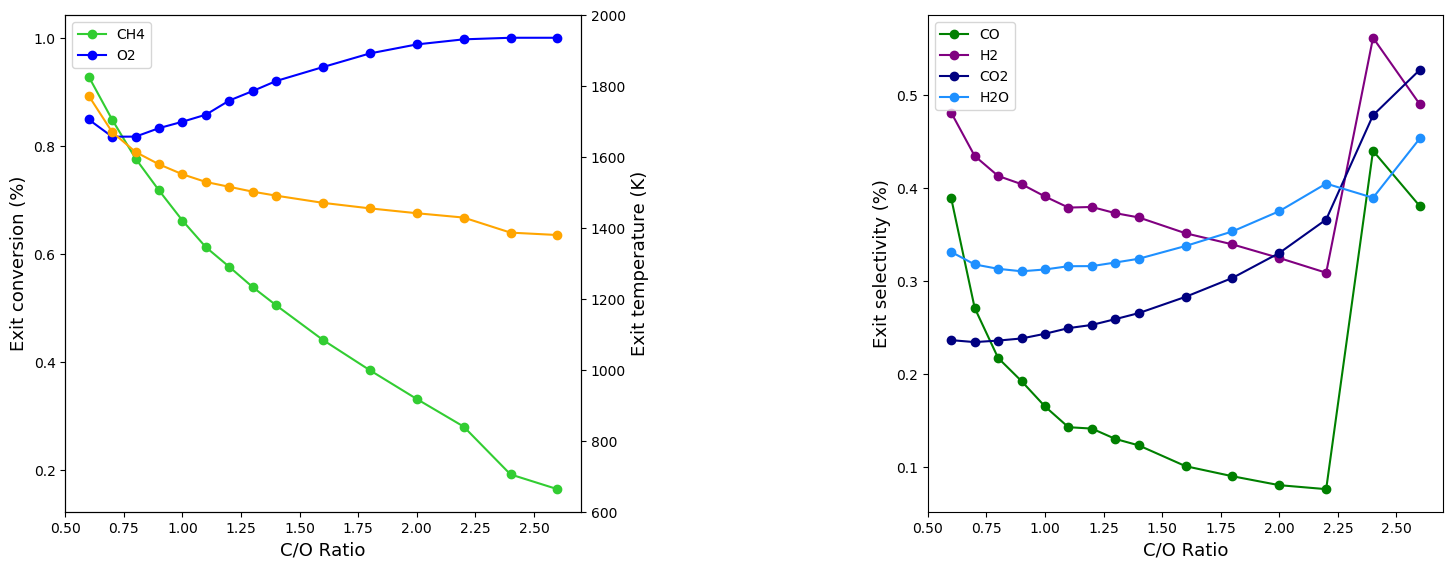 CH4
O2
1.0
0.8
0.6
0.4
0.2
Exit conversion (%)
0.50 0.75 1.00 1.25 1.50 1.75 2.00 2.25 2.50
C/O Ratio
2000
1800
1600
1400
1200
1000
800
600
Exit temperature (K)
CO
H2
CO2
H2O
0.5
0.4
0.3
0.2
0.1
Exit selectivity (%)
0.50 0.75 1.00 1.25 1.50 1.75 2.00 2.25 2.50
C/O Ratio